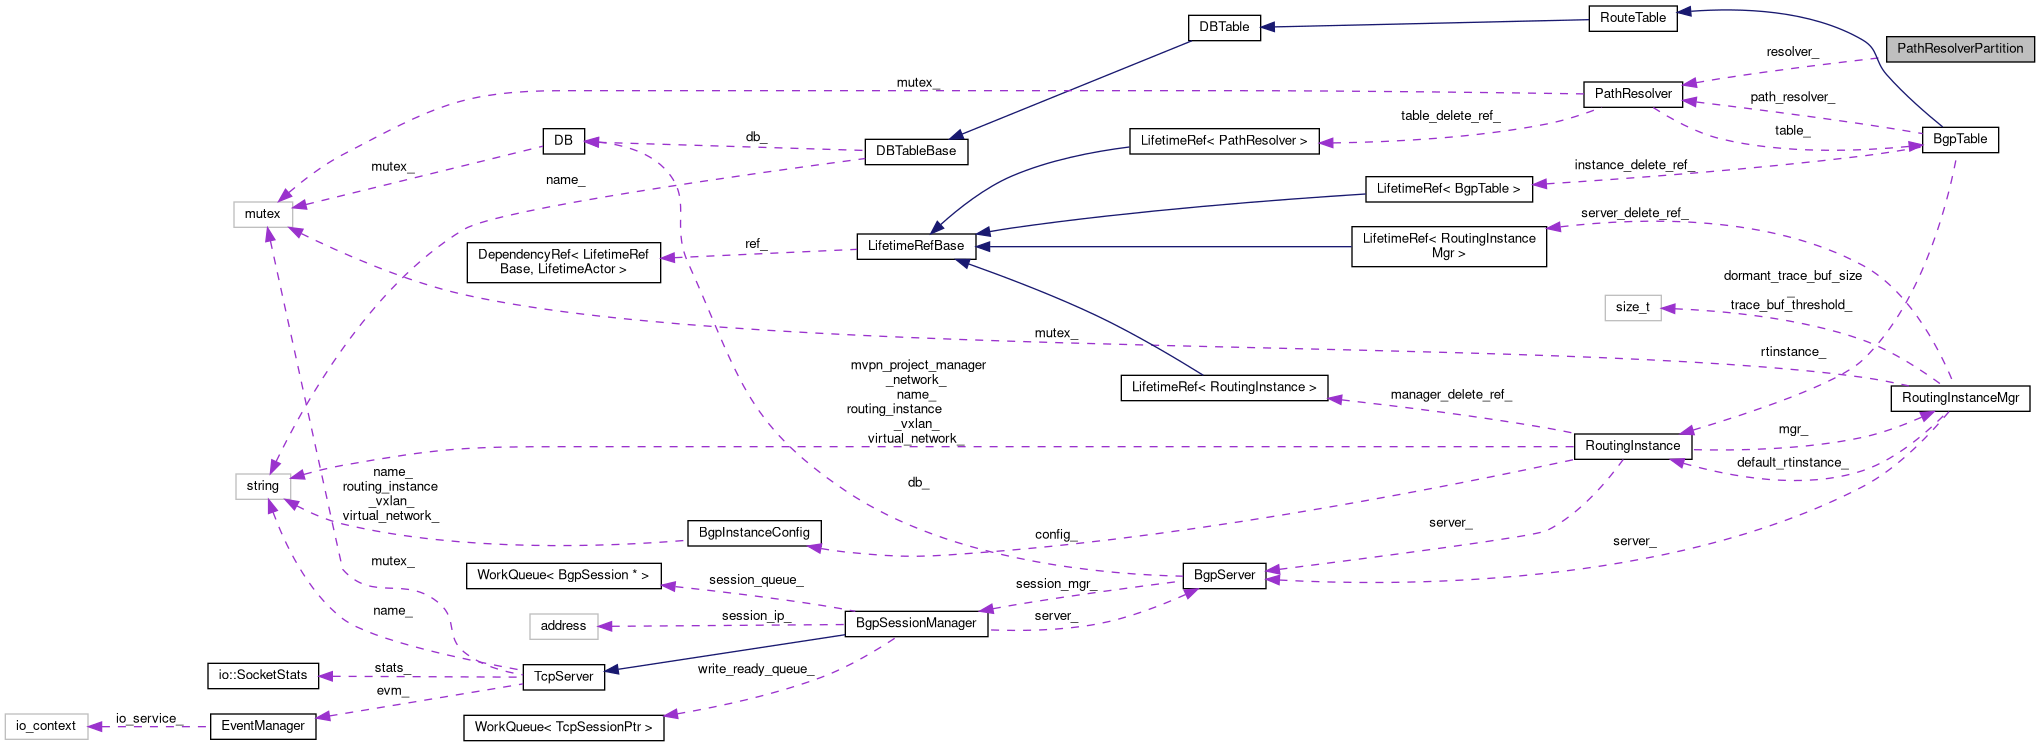 RouteTable
DBTable
PathResolverPartition
resolver_
mutex_
PathResolver
path_resolver_
table_delete_ref_
table_
DB
db_
DBTableBase
LifetimeRef< PathResolver >
BgpTable
mutex_
name_
instance_delete_ref_
LifetimeRef< BgpTable >
mutex
server_delete_ref_
LifetimeRefBase
ref_
DependencyRef< LifetimeRef
Base, LifetimeActor >
LifetimeRef< RoutingInstance
Mgr >
dormant_trace_buf_size
_
trace_buf_threshold_
size_t
mutex_
rtinstance_
mvpn_project_manager
_network_
name_
routing_instance
_vxlan_
virtual_network_
LifetimeRef< RoutingInstance >
manager_delete_ref_
RoutingInstanceMgr
mgr_
RoutingInstance
default_rtinstance_
string
name_
routing_instance
_vxlan_
virtual_network_
db_
BgpInstanceConfig
config_
server_
server_
mutex_
WorkQueue< BgpSession * >
session_queue_
session_mgr_
BgpServer
name_
address
session_ip_
BgpSessionManager
server_
io::SocketStats
stats_
TcpServer
write_ready_queue_
evm_
io_context
io_service_
EventManager
WorkQueue< TcpSessionPtr >